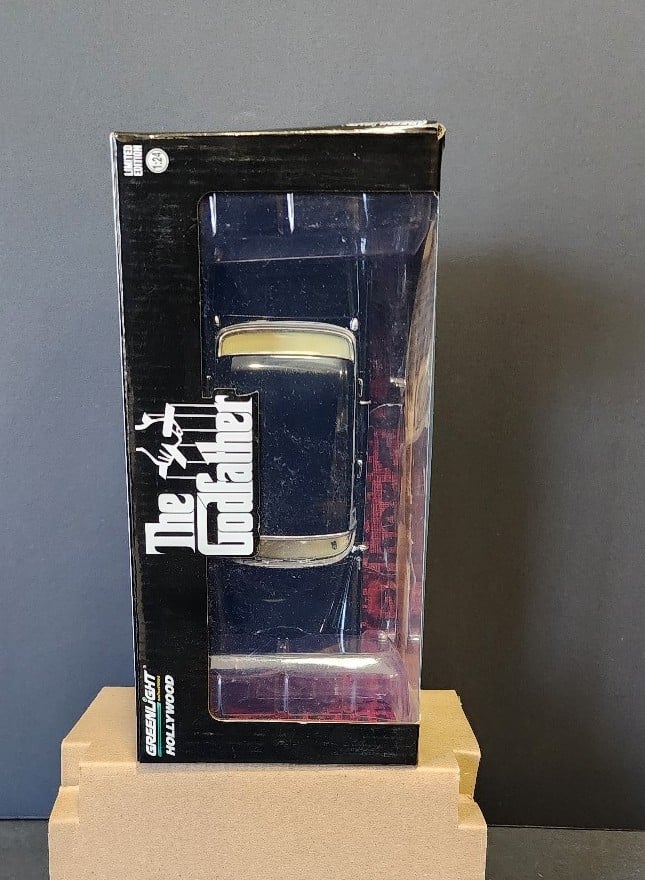 LIMITED
EDITION
1:24
The
Godfather
GREENLIGHT
HOLLYWOOD